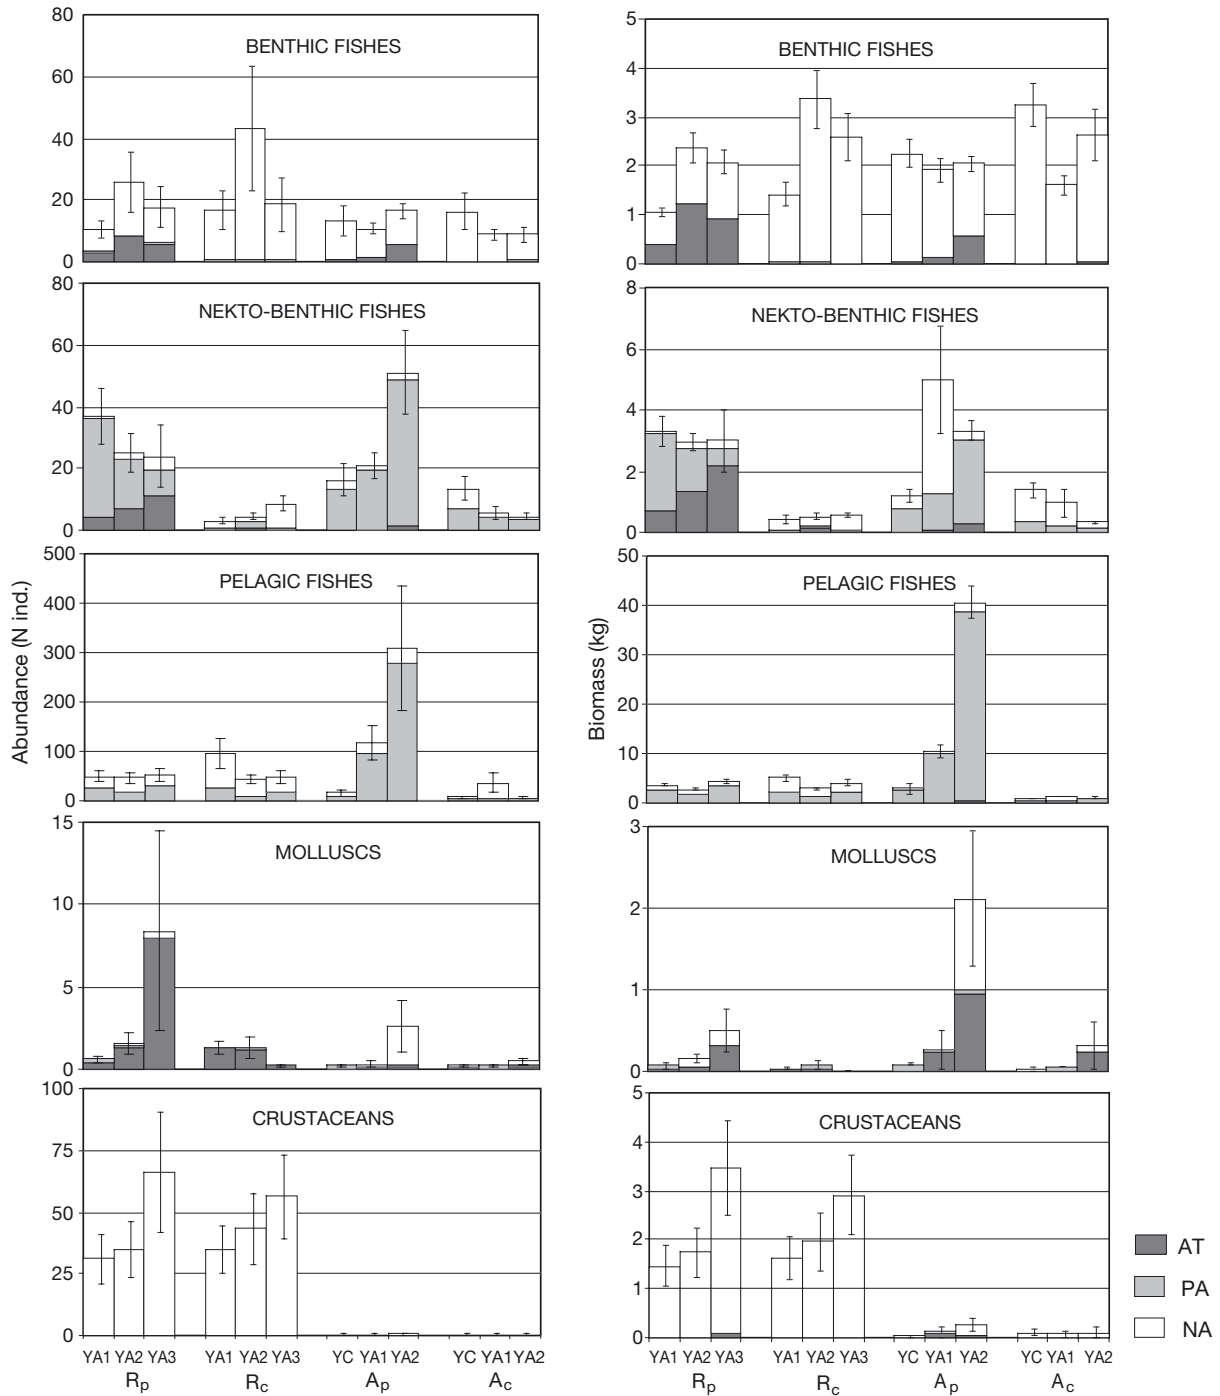 80
60
40
20
0
BENTHIC FISHES
5
4
3
2
1
0
BENTHIC FISHES
80
60
40
20
0
NEKTO-BENTHIC FISHES
8
6
4
2
0
NEKTO-BENTHIC FISHES
Abundance (N ind.)
500
400
300
200
100
0
PELAGIC FISHES
Biomass (kg)
50
40
30
20
10
0
PELAGIC FISHES
15
10
5
0
MOLLUSCS
3
2
1
0
MOLLUSCS
100
75
50
25
0
CRUSTACEANS
YA1 YA2 YA3 YA1 YA2 YA3 YC YA1 YA2 YC YA1 YA2
Rp Rc Ap Ac
5
4
3
2
1
0
CRUSTACEANS
YA1 YA2 YA3 YA1 YA2 YA3 YC YA1 YA2 YC YA1 YA2
Rp Rc Ap Ac
AT
PA
NA